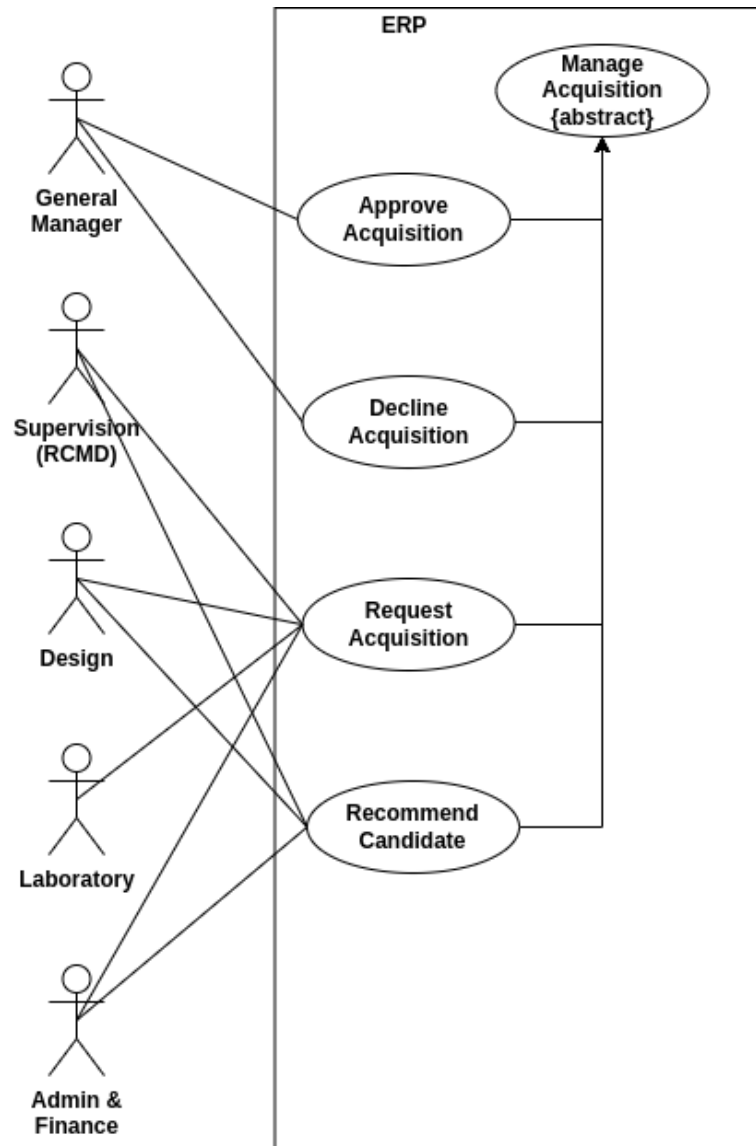 ERP
Manage
Acquisition
{abstract}
General
Manager
Approve
Acquisition
Supervision
(RCMD)
Decline
Acquisition
Design
Request
Acquisition
Laboratory
Recommend
Candidate
Admin &
Finance